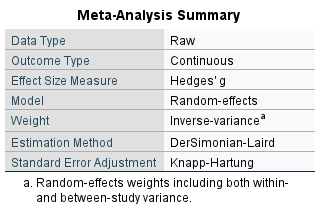 Meta-Analysis Summary
Data Type Raw
Outcome Type Continuous
Effect Size Measure Hedges' g
Model Random-effects
Weight Inverse-varianceᵃ
Estimation Method DerSimonian-Laird
Standard Error Adjustment Knapp-Hartung
a. Random-effects weights including both within-
and between-study variance.